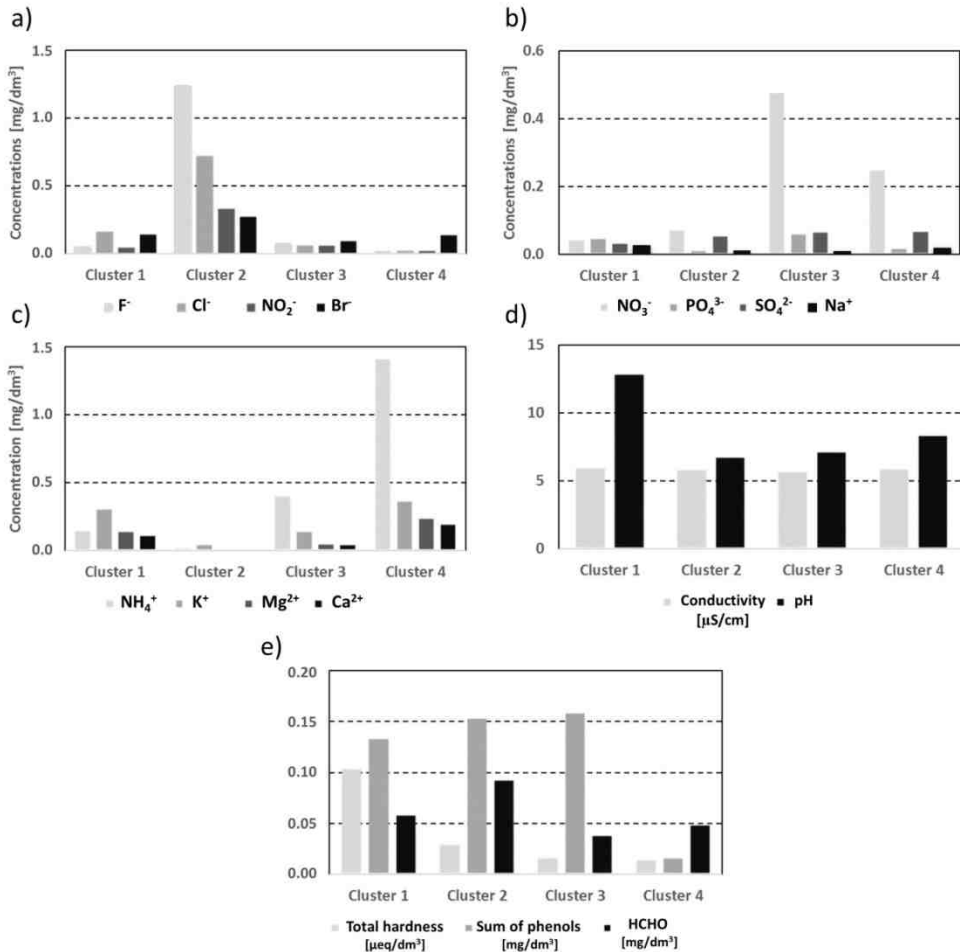 a)
Concentrations [mg/dm³]
1.5
1.0
0.5
0.0
Cluster 1 Cluster 2 Cluster 3 Cluster 4
F⁻ Cl⁻ NO₂⁻ Br⁻
b)
Concentrations [mg/dm³]
0.6
0.4
0.2
0.0
Cluster 1 Cluster 2 Cluster 3 Cluster 4
NO₃⁻ PO₄³⁻ SO₄²⁻ Na⁺
c)
Concentration [mg/dm³]
1.5
1.0
0.5
0.0
Cluster 1 Cluster 2 Cluster 3 Cluster 4
NH₄⁺ K⁺ Mg²⁺ Ca²⁺
d)
15
10
5
0
Cluster 1 Cluster 2 Cluster 3 Cluster 4
Conductivity pH
[µS/cm]
e)
0.20
0.15
0.10
0.05
0.00
Cluster 1 Cluster 2 Cluster 3 Cluster 4
Total hardness Sum of phenols HCHO
[µeq/dm³] [mg/dm³] [mg/dm³]